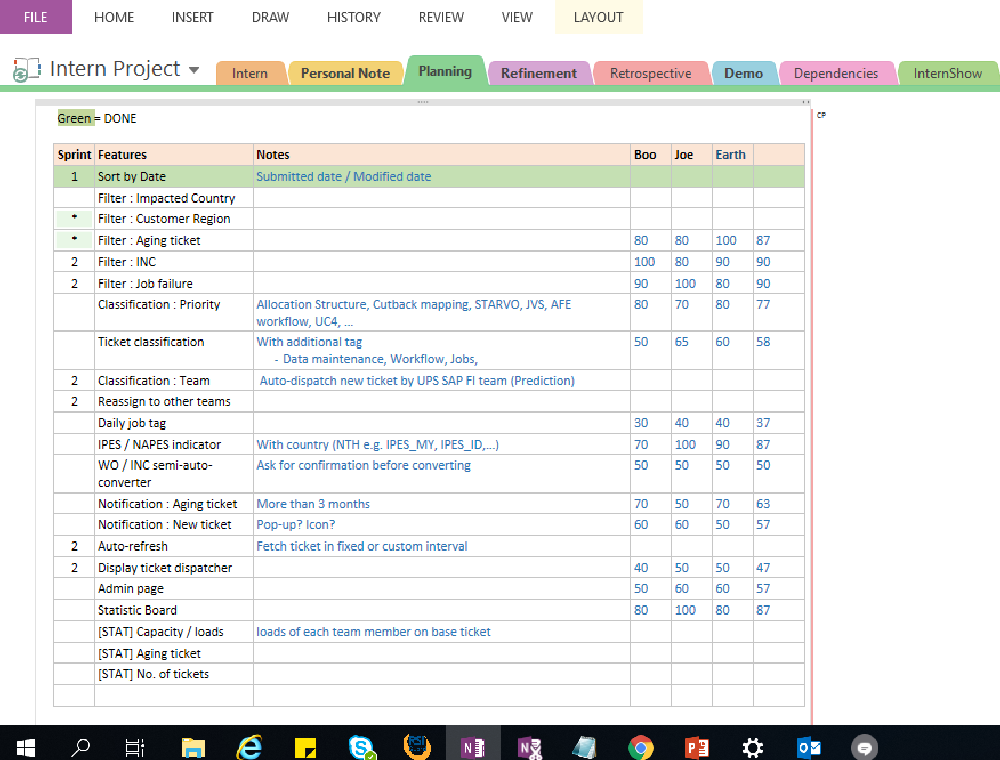 FILE HOME INSERT DRAW HISTORY REVIEW VIEW LAYOUT
Intern Project Intern Personal Note Planning Refinement Retrospective Demo Dependencies InternShow
Green = DONE
CP
Sprint Features Notes Boo Joe Earth
1 Sort by Date Submitted date / Modified date
Filter : Impacted Country
* Filter : Customer Region
* Filter : Aging ticket 80 80 100 87
2 Filter : INC 100 80 90 90
2 Filter : Job failure 90 100 80 90
Classification : Priority Allocation Structure, Cutback mapping, STARVO, JVS, AFE 80 70 80 77
workflow, UC4, ...
Ticket classification With additional tag 50 65 60 58
- Data maintenance, Workflow, Jobs,
2 Classification : Team Auto-dispatch new ticket by UPS SAP FI team (Prediction)
2 Reassign to other teams
Daily job tag 30 40 40 37
IPES / NAPES indicator With country (NTH e.g. IPES_MY, IPES_ID,...) 70 100 90 87
WO / INC semi-auto- Ask for confirmation before converting 50 50 50 50
converter
Notification : Aging ticket More than 3 months 70 50 70 63
Notification : New ticket Pop-up? Icon? 60 60 50 57
2 Auto-refresh Fetch ticket in fixed or custom interval
2 Display ticket dispatcher 40 50 50 47
Admin page 50 60 60 57
Statistic Board 80 100 80 87
[STAT] Capacity / loads loads of each team member on base ticket
[STAT] Aging ticket
[STAT] No. of tickets
RSI
Guard